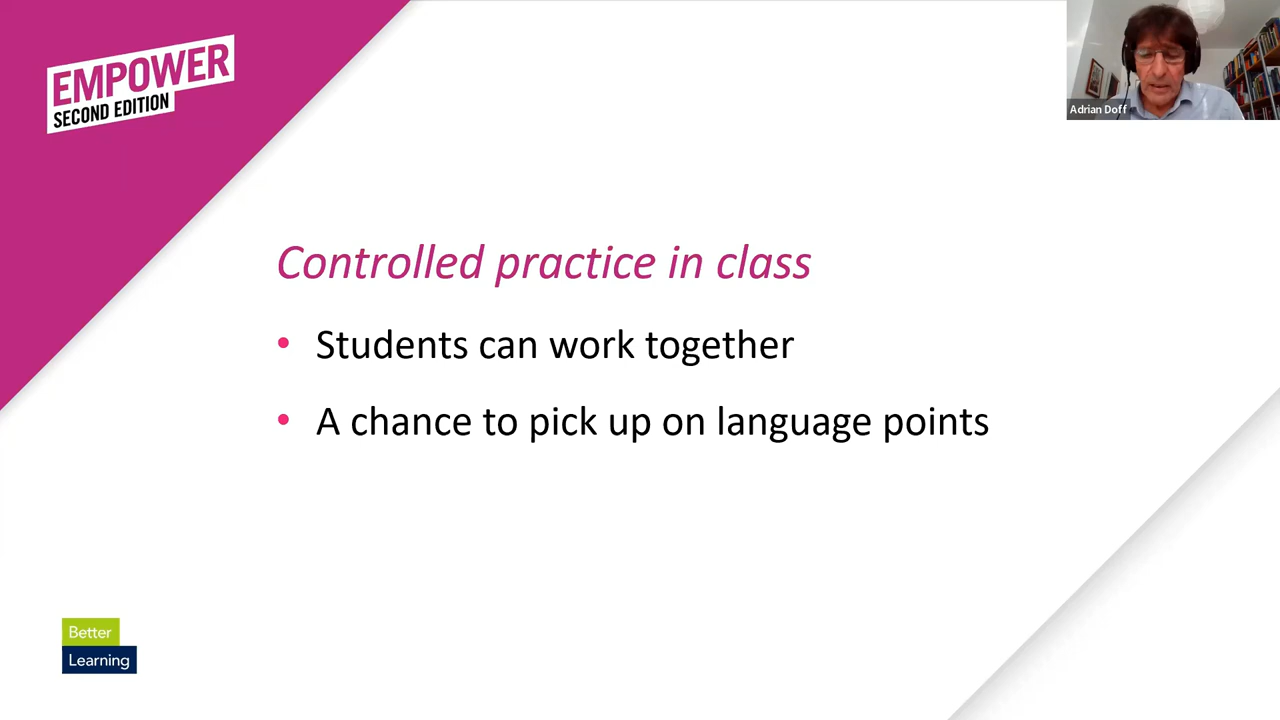 EMPOWER
SECOND EDITION
Adrian Doff
Controlled practice in class
• Students can work together
• A chance to pick up on language points
Better
Learning